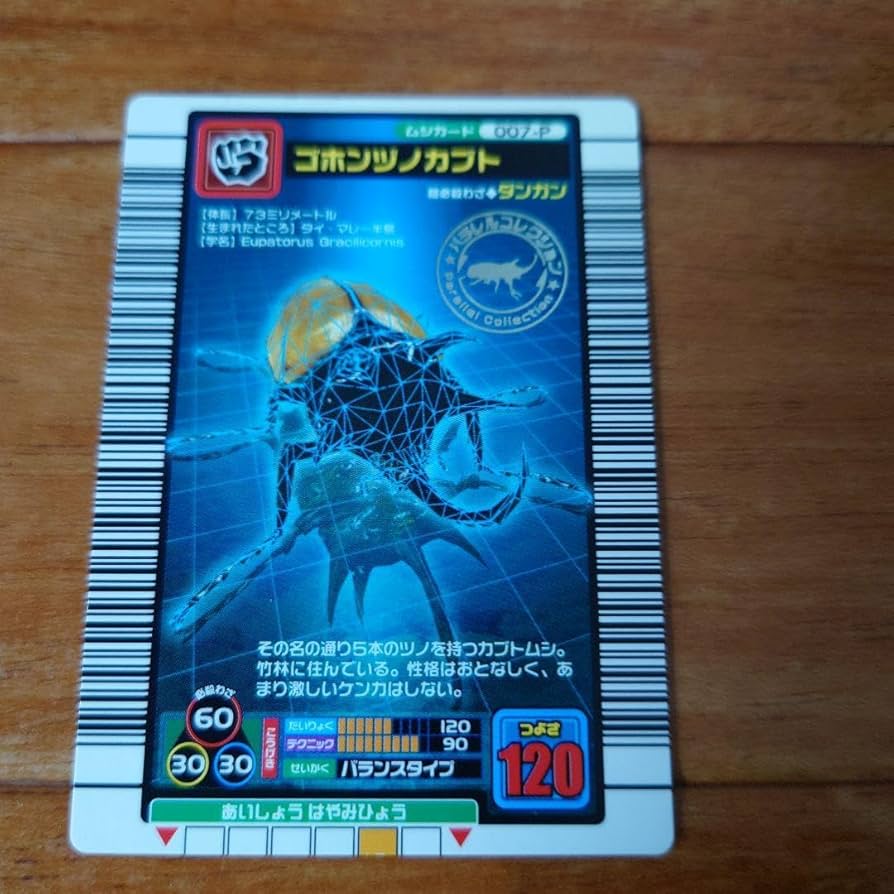 ムシカード 007-P
ゴホンツノカブト
超必殺わざ◆ダンガン
【体長】73ミリメートル
【生まれたところ】タイ・マレー半島
【学名】Eupatorus Gracilicornis
★パラレルコレクション★
Parallel Collection
その名の通り5本のツノを持つカブトムシ。
竹林に住んでいる。性格はおとなしく、あ
まり激しいケンカはしない。
必殺わざ
60
30
30
こうげき
たいりょく 120
テクニック 90
せいかく バランスタイプ
つよさ
120
あいしょう はやみひょう